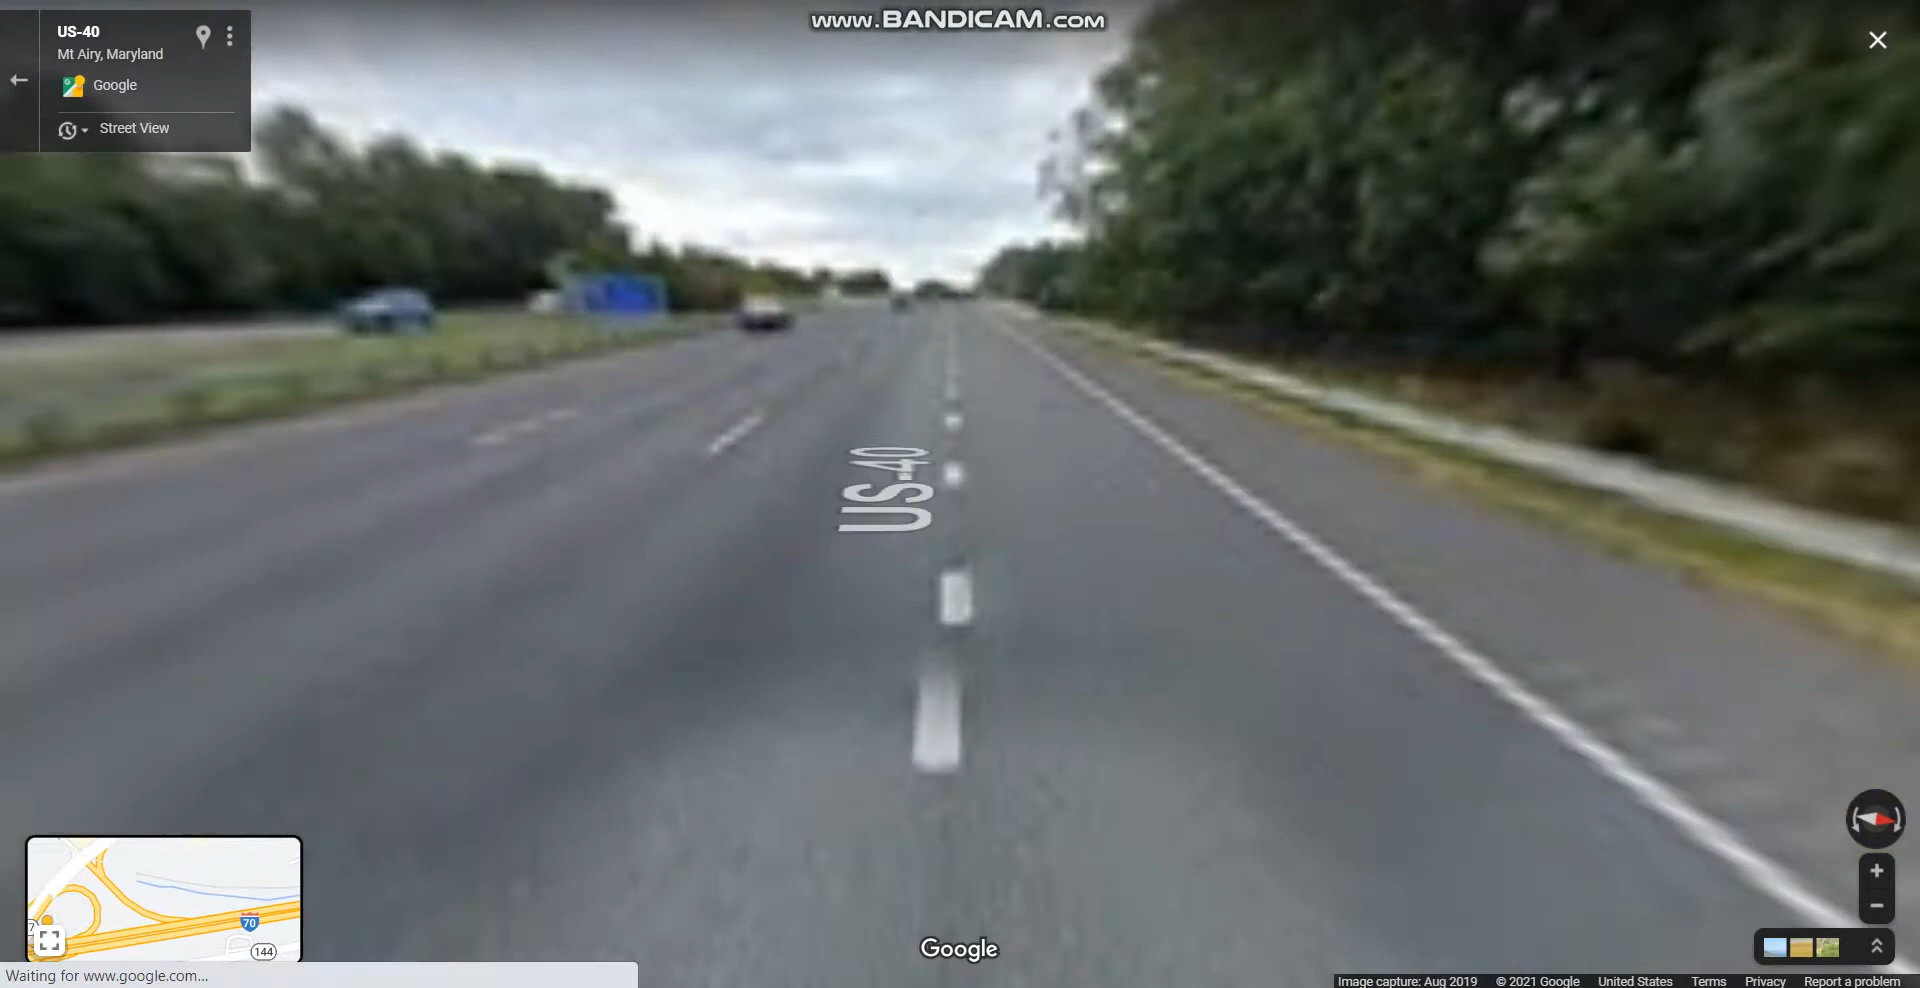 www.BANDICAM.com
US-40
Mt Airy, Maryland
Google
Street View
US-40
70
144
Google
Waiting for www.google.com...
Image capture: Aug 2019 © 2021 Google United States Terms Privacy Report a problem